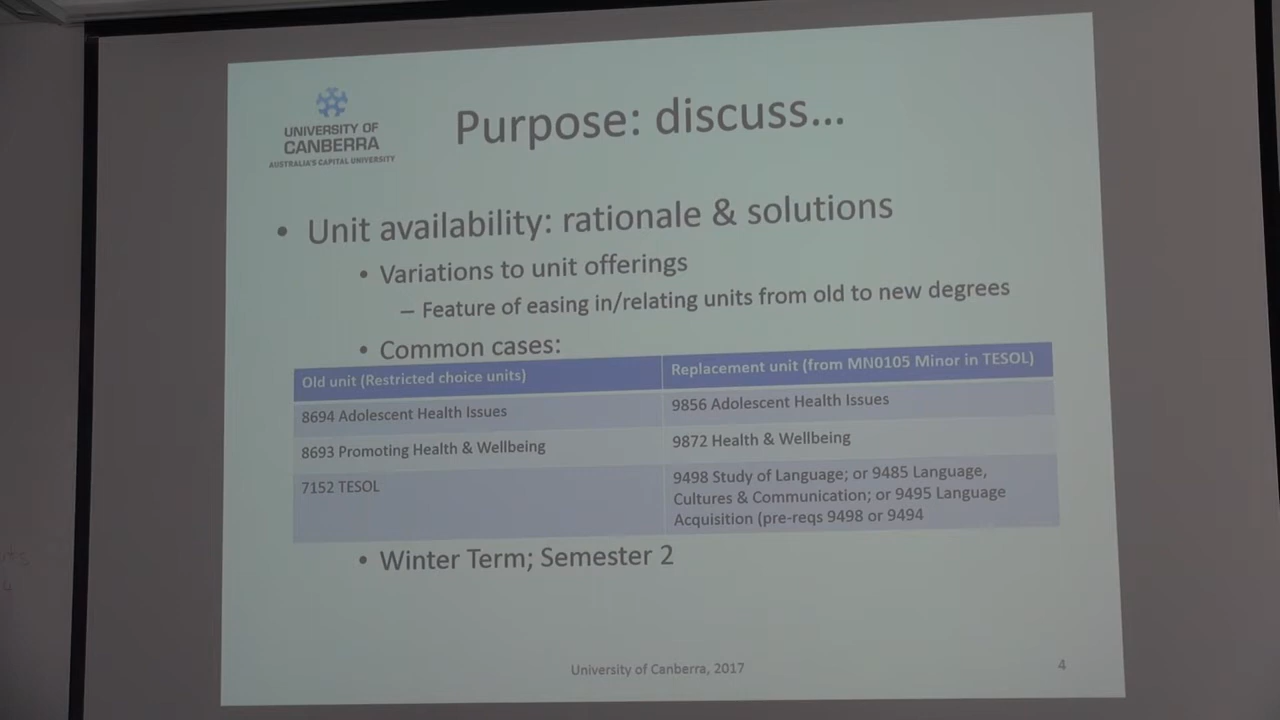 UNIVERSITY OF
CANBERRA
AUSTRALIA'S CAPITAL UNIVERSITY
Purpose: discuss...
• Unit availability: rationale & solutions
• Variations to unit offerings
– Feature of easing in/relating units from old to new degrees
• Common cases:
Old unit (Restricted choice units)
Replacement unit (from MN0105 Minor in TESOL)
8694 Adolescent Health Issues
9856 Adolescent Health Issues
8693 Promoting Health & Wellbeing
9872 Health & Wellbeing
7152 TESOL
9498 Study of Language; or 9485 Language,
Cultures & Communication; or 9495 Language
Acquisition (pre-reqs 9498 or 9494
• Winter Term; Semester 2
University of Canberra, 2017
4